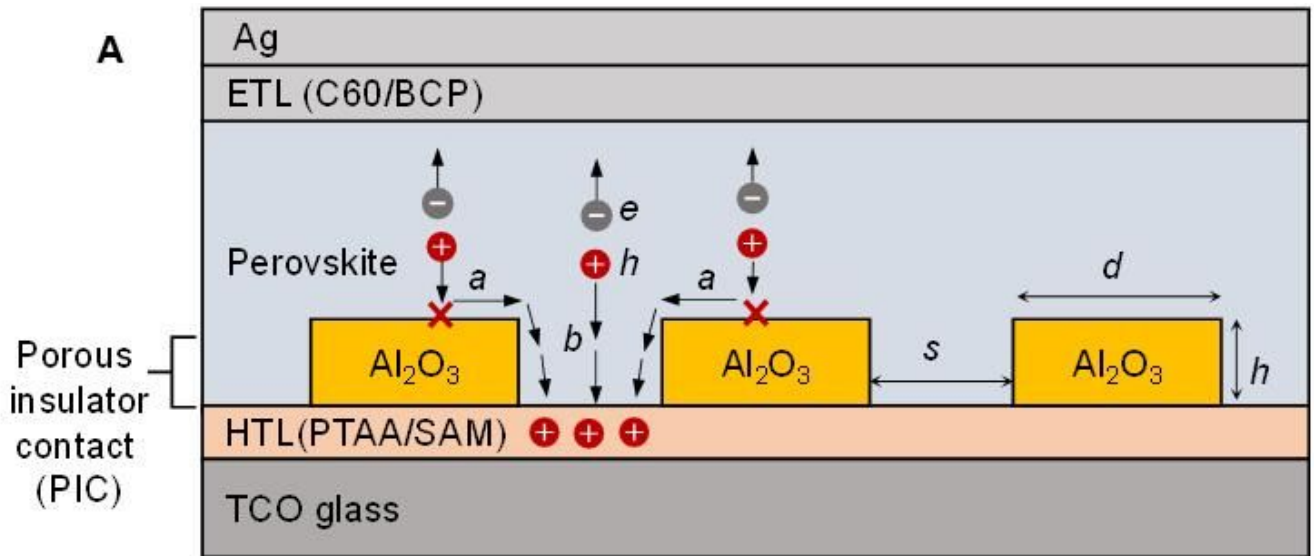 A
Ag
ETL (C60/BCP)
− − −
e
+ + +
h
Perovskite
a a
d
b
s
h
Al₂O₃ Al₂O₃ Al₂O₃
Porous
insulator
contact
(PIC)
HTL(PTAA/SAM) + + +
TCO glass